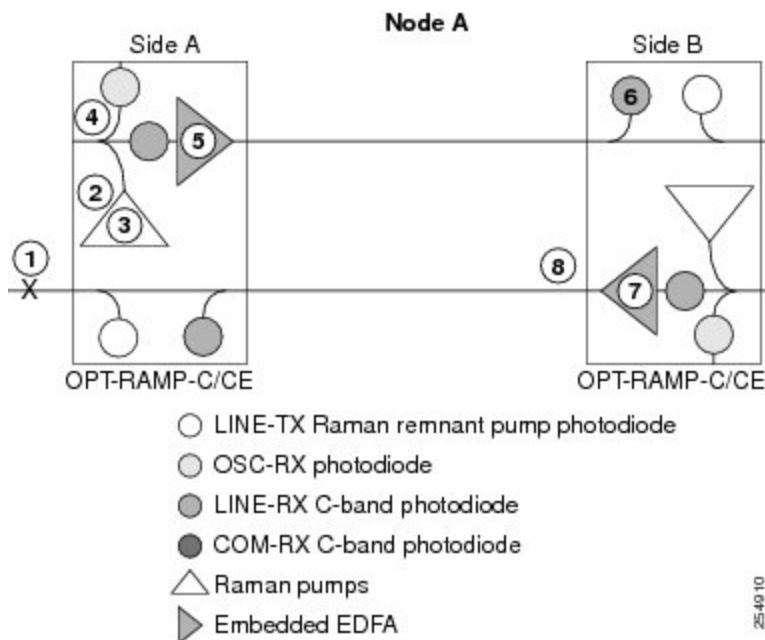 Node A
Side A
Side B
4
5
6
2
3
1
X
8
7
OPT-RAMP-C/CE
OPT-RAMP-C/CE
LINE-TX Raman remnant pump photodiode
OSC-RX photodiode
LINE-RX C-band photodiode
COM-RX C-band photodiode
Raman pumps
Embedded EDFA
254910